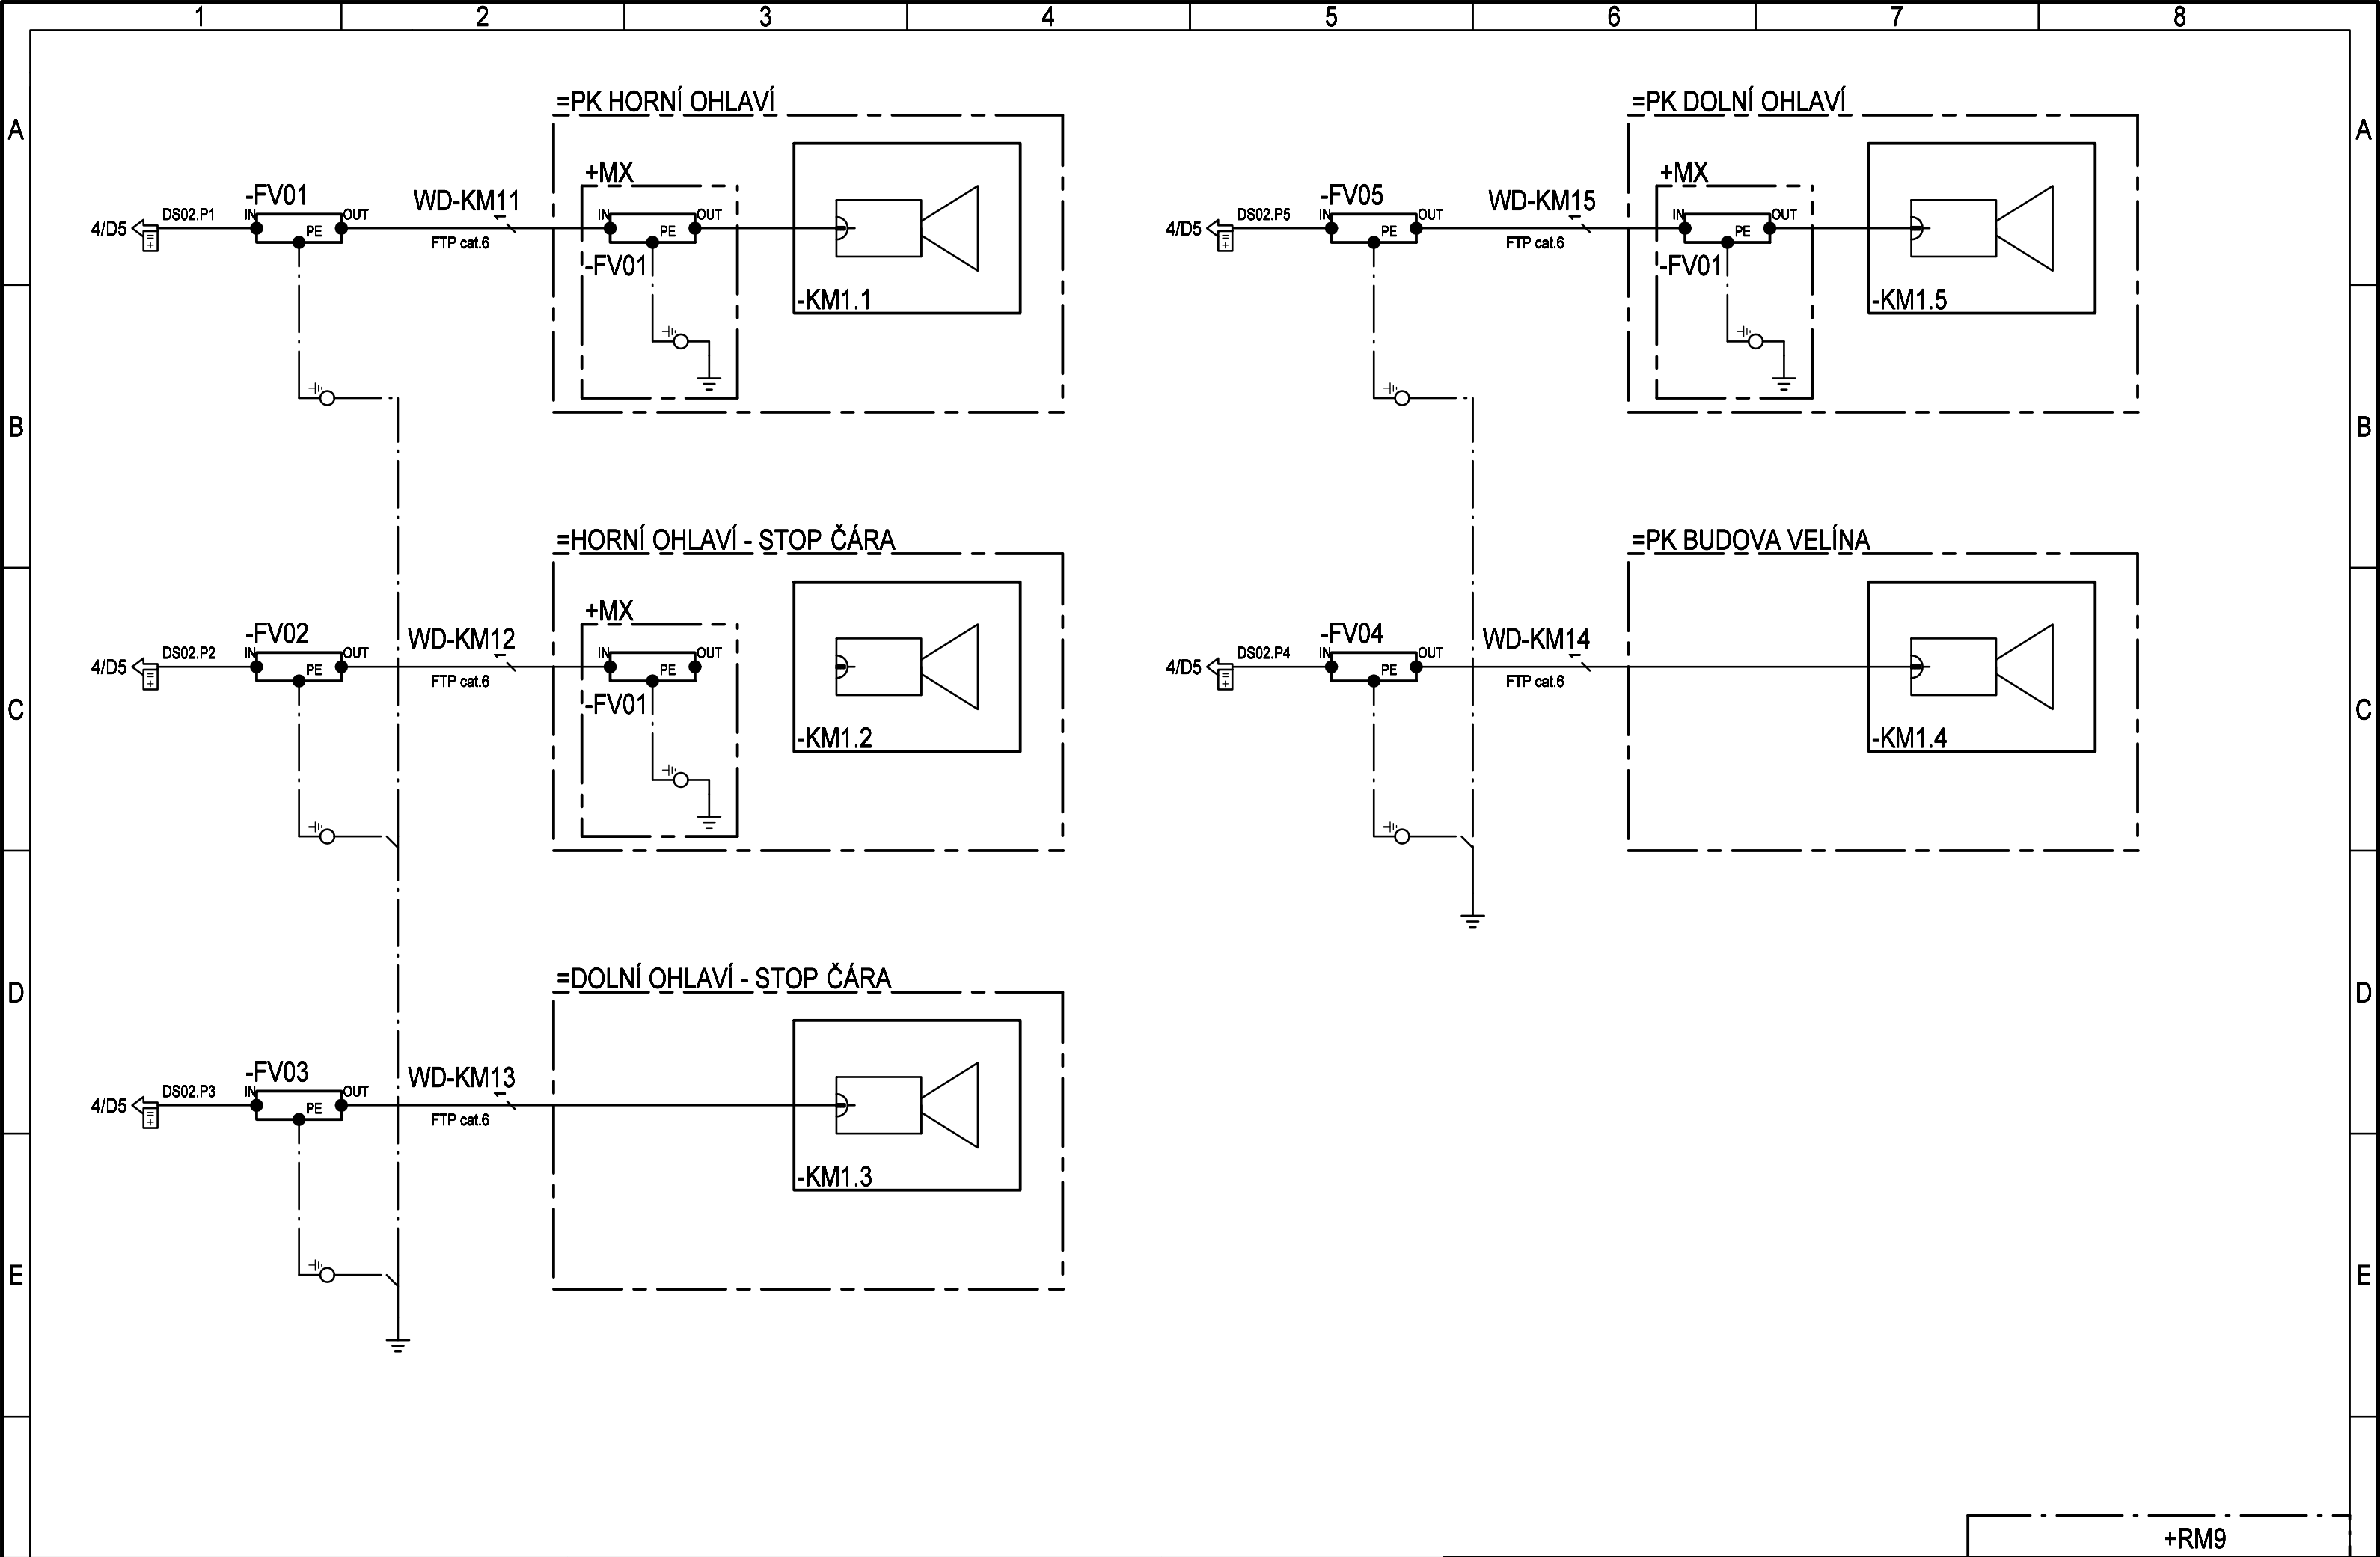 1 2 3 4 5 6 7 8
A A
B B
C C
D D
E E
=PK HORNÍ OHLAVÍ
4/D5 DS02.P1 -FV01 IN PE OUT WD-KM11 FTP cat.6
+MX
IN PE OUT
-FV01
-KM1.1
=HORNÍ OHLAVÍ - STOP ČÁRA
4/D5 DS02.P2 -FV02 IN PE OUT WD-KM12 FTP cat.6
+MX
IN PE OUT
-FV01
-KM1.2
=DOLNÍ OHLAVÍ - STOP ČÁRA
4/D5 DS02.P3 -FV03 IN PE OUT WD-KM13 FTP cat.6
-KM1.3
=PK DOLNÍ OHLAVÍ
4/D5 DS02.P5 -FV05 IN PE OUT WD-KM15 FTP cat.6
+MX
IN PE OUT
-FV01
-KM1.5
=PK BUDOVA VELÍNA
4/D5 DS02.P4 -FV04 IN PE OUT WD-KM14 FTP cat.6
-KM1.4
+RM9